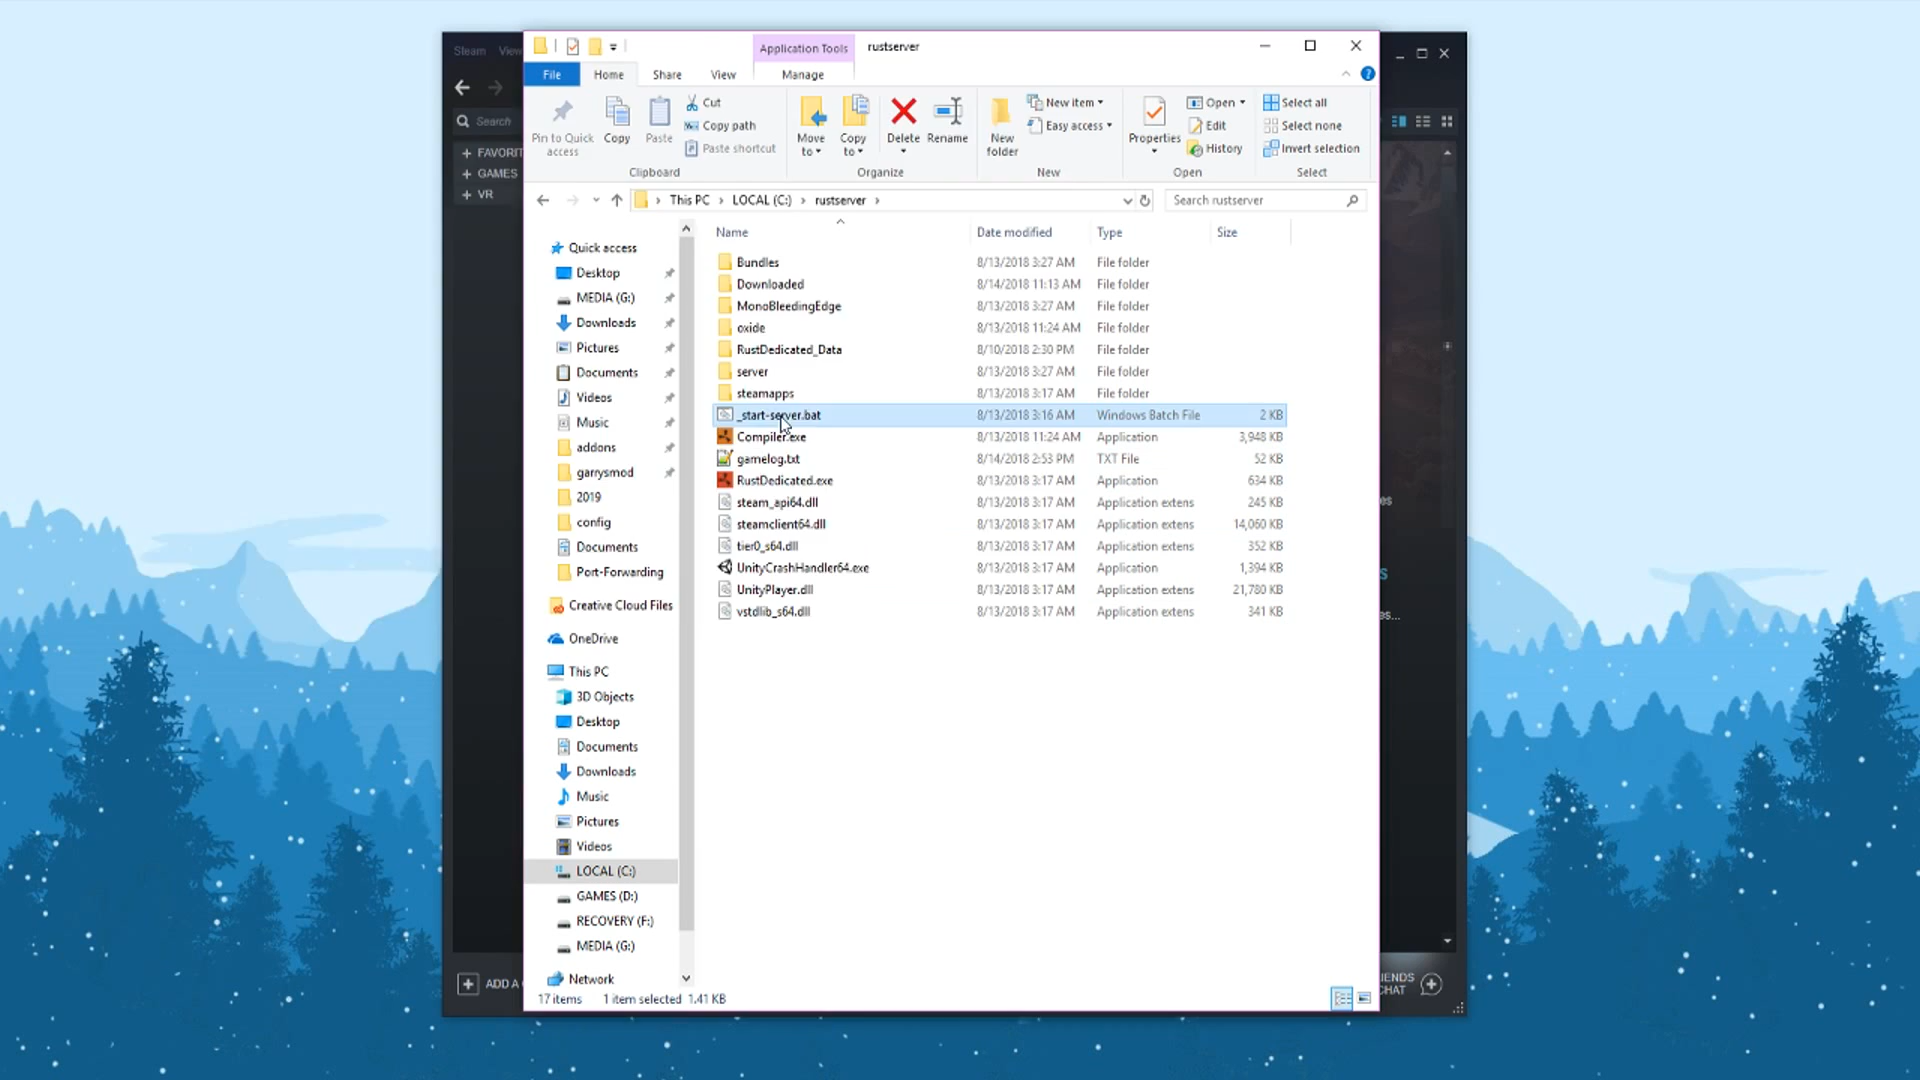 Steam View
Application Tools
rustserver
File
Home
Share
View
Manage
Search
FAVORIT
GAMES
VR
Pin to Quick access
Copy
Paste
Cut
Copy path
Paste shortcut
Clipboard
Move to
Copy to
Delete
Rename
Organize
New folder
New item
Easy access
New
Properties
Open
Edit
History
Open
Select all
Select none
Invert selection
Select
This PC > LOCAL (C:) > rustserver >
Search rustserver
Name Date modified Type Size
Quick access
Desktop
MEDIA (G:)
Downloads
Pictures
Documents
Videos
Music
addons
garrysmod
2019
config
Documents
Port-Forwarding
Creative Cloud Files
OneDrive
This PC
3D Objects
Desktop
Documents
Downloads
Music
Pictures
Videos
LOCAL (C:)
GAMES (D:)
RECOVERY (F:)
MEDIA (G:)
Network
Bundles 8/13/2018 3:27 AM File folder
Downloaded 8/14/2018 11:13 AM File folder
MonoBleedingEdge 8/13/2018 3:27 AM File folder
oxide 8/13/2018 11:24 AM File folder
RustDedicated_Data 8/10/2018 2:30 PM File folder
server 8/13/2018 3:27 AM File folder
steamapps 8/13/2018 3:17 AM File folder
_start-server.bat 8/13/2018 3:16 AM Windows Batch File 2 KB
Compiler.exe 8/13/2018 11:24 AM Application 3,948 KB
gamelog.txt 8/14/2018 2:53 PM TXT File 52 KB
RustDedicated.exe 8/13/2018 3:17 AM Application 634 KB
steam_api64.dll 8/13/2018 3:17 AM Application extens 245 KB
steamclient64.dll 8/13/2018 3:17 AM Application extens 14,060 KB
tier0_s64.dll 8/13/2018 3:17 AM Application extens 352 KB
UnityCrashHandler64.exe 8/13/2018 3:17 AM Application 1,394 KB
UnityPlayer.dll 8/13/2018 3:17 AM Application extens 21,780 KB
vstdlib_s64.dll 8/13/2018 3:17 AM Application extens 341 KB
es
S
s...
ADD A
IENDS
CHAT
17 items 1 item selected 1.41 KB